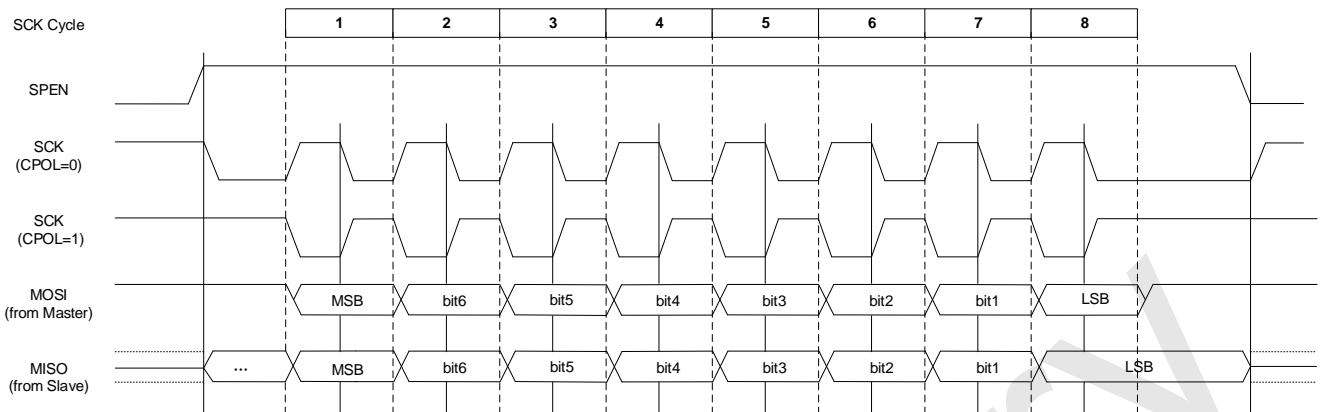 SCK Cycle 1 2 3 4 5 6 7 8
SPEN
SCK
(CPOL=0)
SCK
(CPOL=1)
MOSI
(from Master)
MSB bit6 bit5 bit4 bit3 bit2 bit1 LSB
MISO
(from Slave)
... MSB bit6 bit5 bit4 bit3 bit2 bit1 LSB